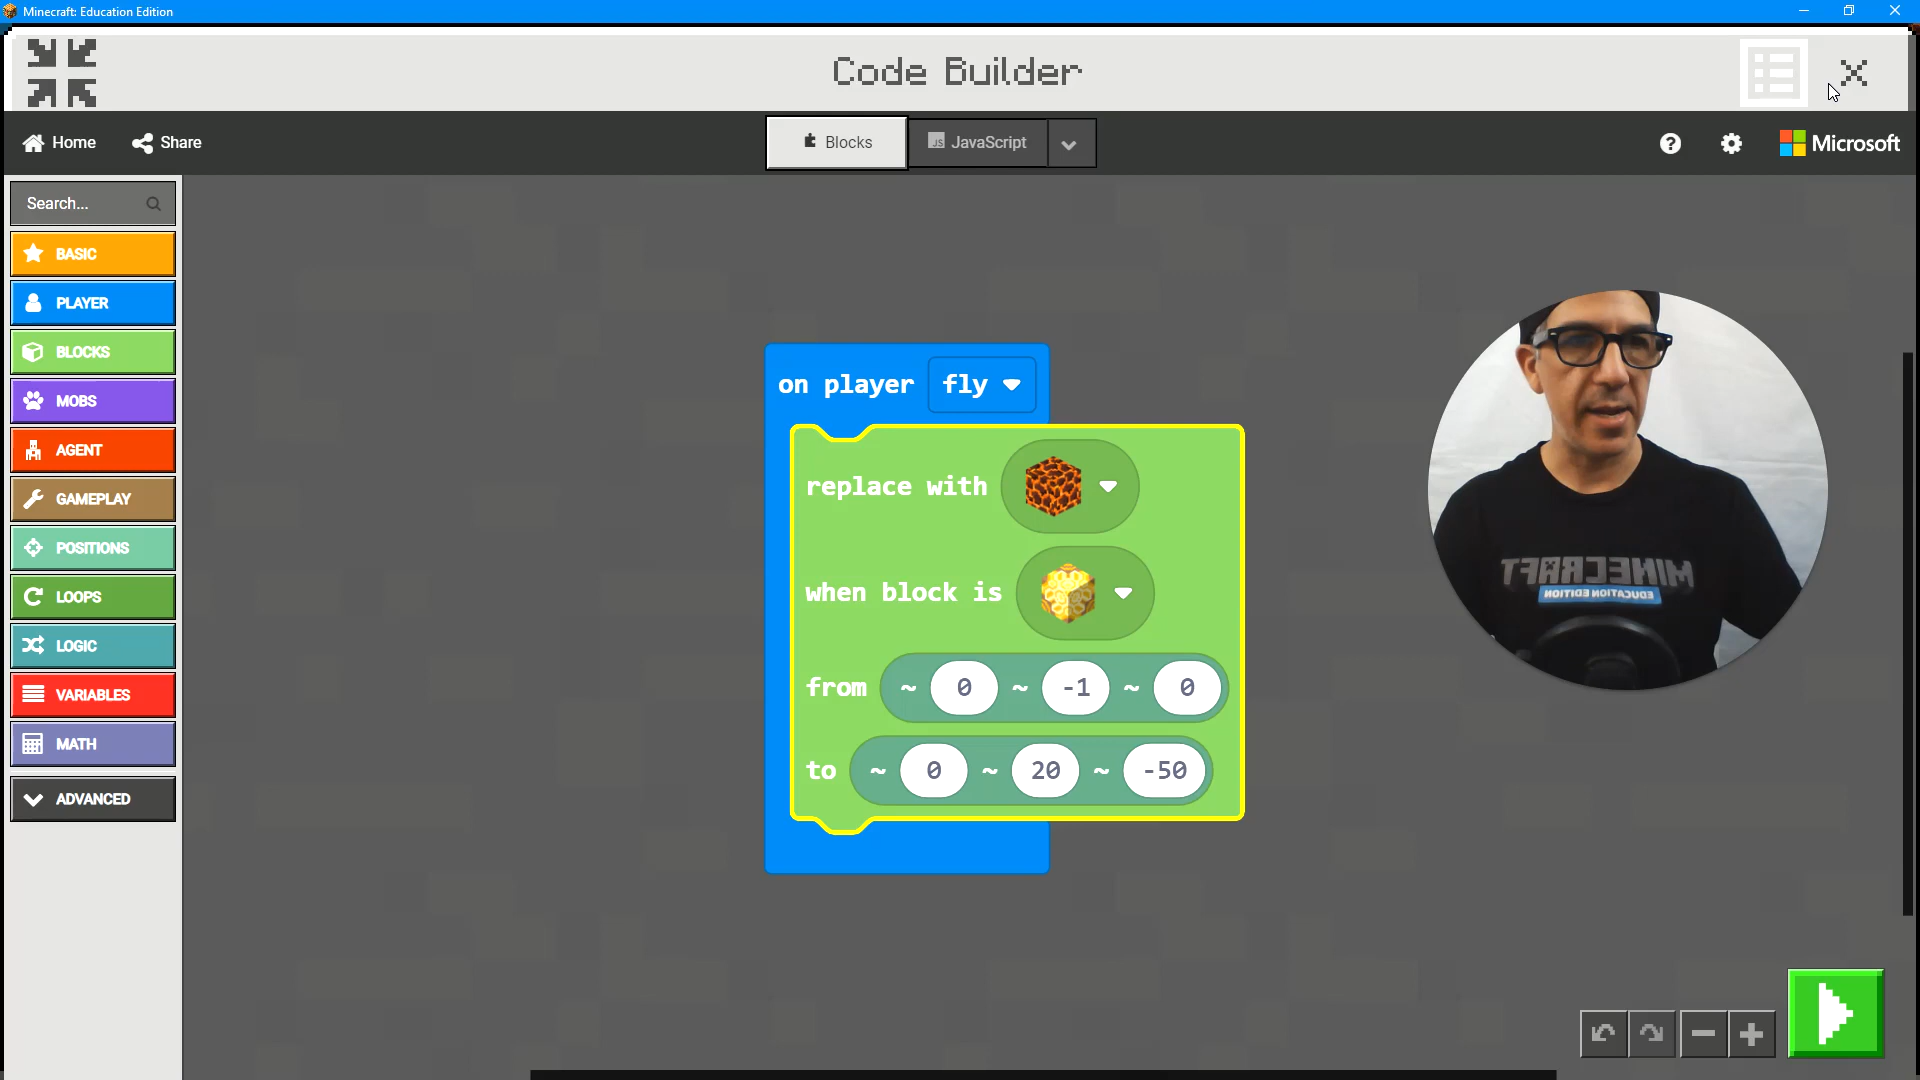 Minecraft: Education Edition
Code Builder
Home
Share
Blocks
JS JavaScript
?
Microsoft
Search...
BASIC
PLAYER
BLOCKS
MOBS
AGENT
GAMEPLAY
POSITIONS
LOOPS
LOGIC
VARIABLES
MATH
ADVANCED
on player fly
replace with
when block is
from ~ 0 ~ -1 ~ 0
to ~ 0 ~ 20 ~ -50
MINECRAFT
EDUCATION EDITION